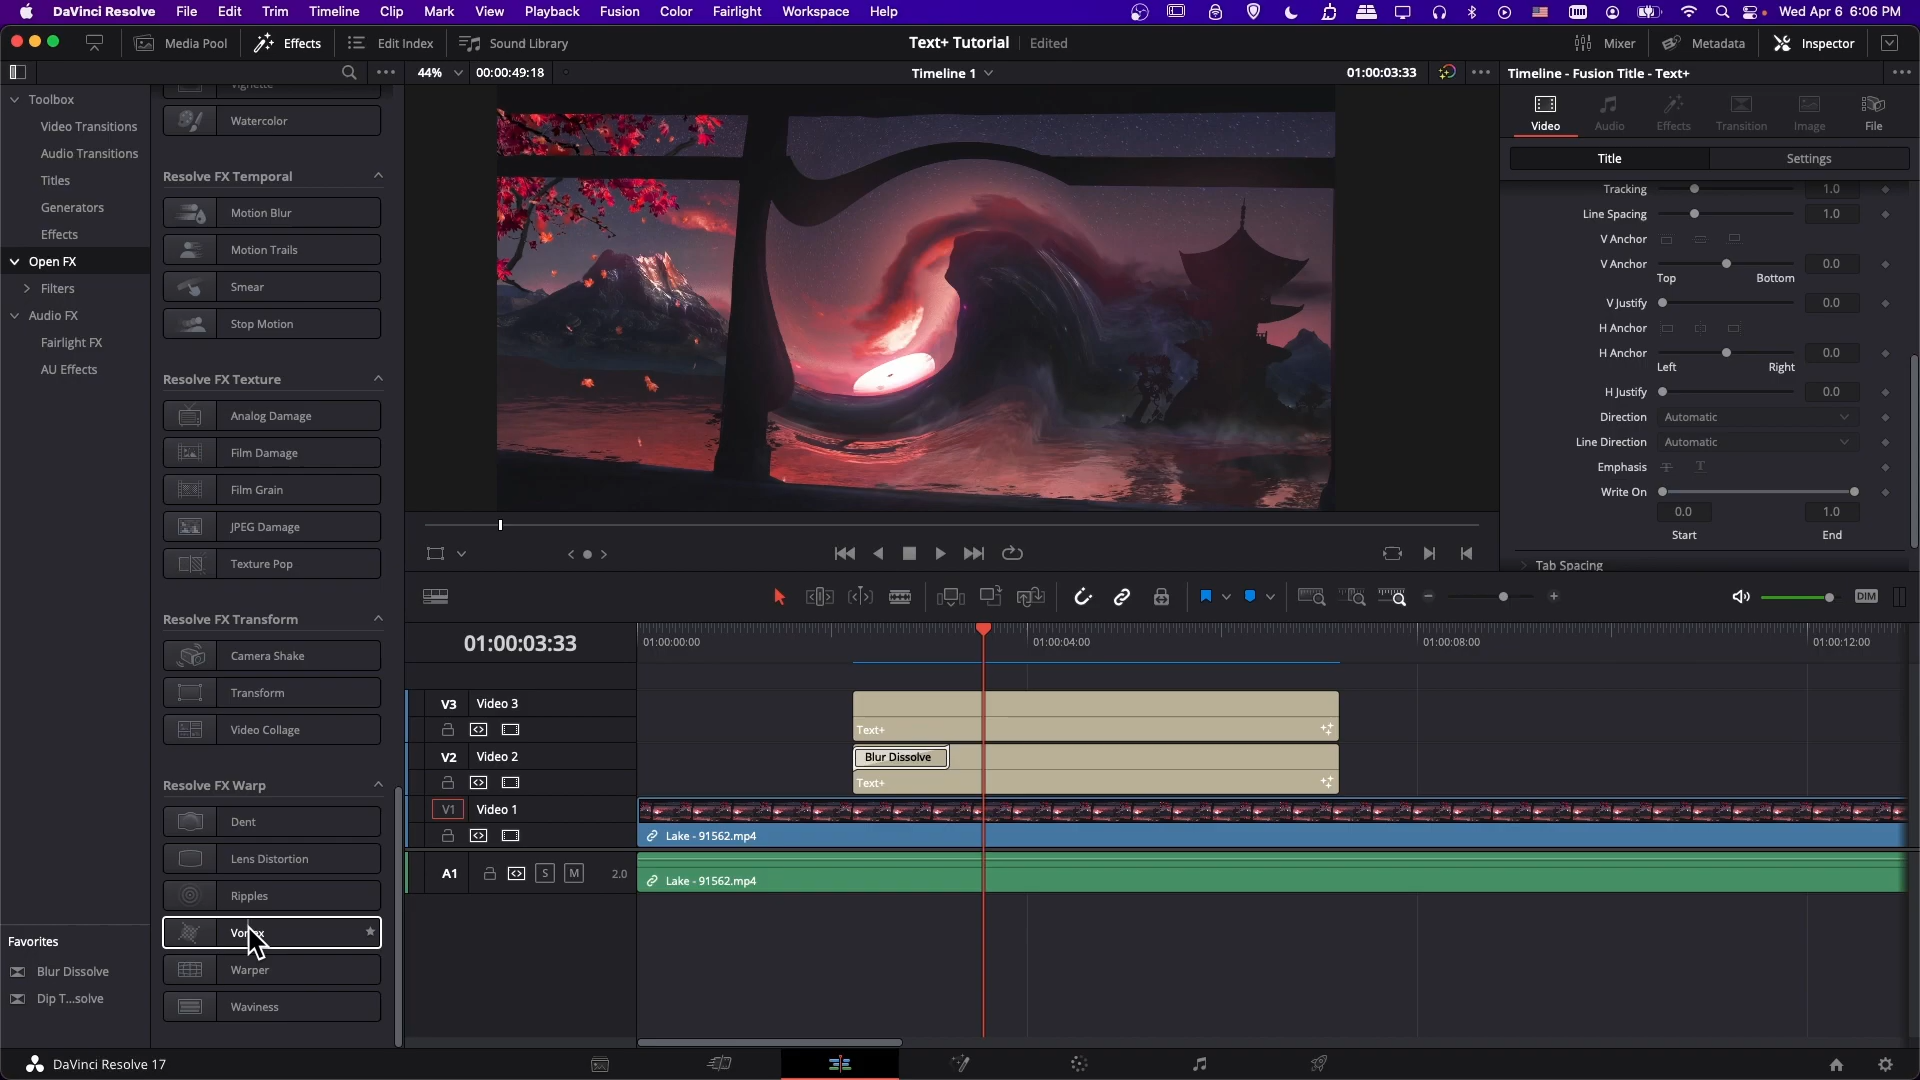 DaVinci Resolve File Edit Trim Timeline Clip Mark View Playback Fusion Color Fairlight Workspace Help Wed Apr 6 6:06 PM
Media Pool Effects Edit Index Sound Library Text+ Tutorial Edited Mixer Metadata Inspector
44% 00:00:49:18 Timeline 1 01:00:03:33 Timeline - Fusion Title - Text+
Toolbox
Video Transitions
Audio Transitions
Titles
Generators
Effects
Open FX
Filters
Audio FX
Fairlight FX
AU Effects
Favorites
Blur Dissolve
Dip T...solve
Vignette
Watercolor
Resolve FX Temporal
Motion Blur
Motion Trails
Smear
Stop Motion
Resolve FX Texture
Analog Damage
Film Damage
Film Grain
JPEG Damage
Texture Pop
Resolve FX Transform
Camera Shake
Transform
Video Collage
Resolve FX Warp
Dent
Lens Distortion
Ripples
Vortex
Warper
Waviness
Video Audio Effects Transition Image File
Title Settings
Tracking 1.0
Line Spacing 1.0
V Anchor
V Anchor 0.0
Top Bottom
V Justify 0.0
H Anchor
H Anchor 0.0
Left Right
H Justify 0.0
Direction Automatic
Line Direction Automatic
Emphasis T T
Write On
0.0 1.0
Start End
Tab Spacing
DIM
01:00:03:33 01:00:00:00 01:00:04:00 01:00:08:00 01:00:12:00
V3 Video 3
Text+
V2 Video 2 Blur Dissolve
Text+
V1 Video 1
Lake - 91562.mp4
A1 S M 2.0 Lake - 91562.mp4
DaVinci Resolve 17